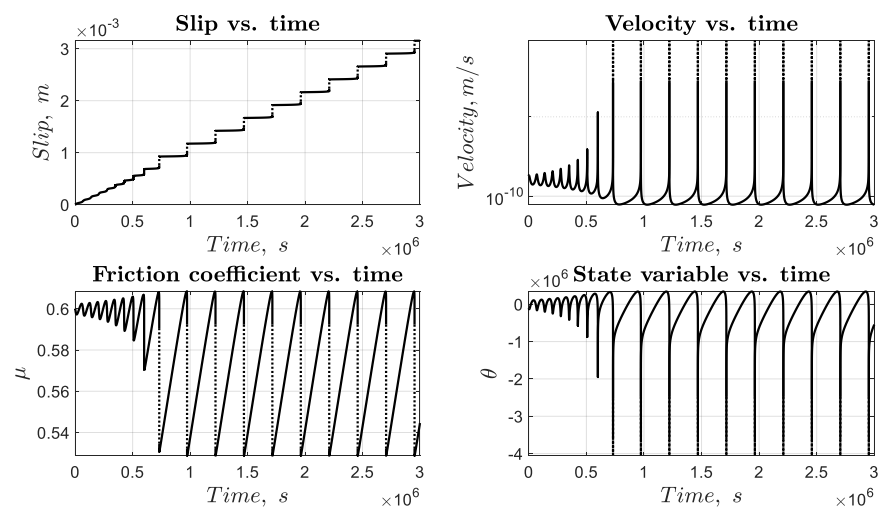 Slip vs. time
×10⁻³
3
2
1
0
Slip, m
0 0.5 1 1.5 2 2.5 3
Time, s
×10⁶
Velocity vs. time
10⁻¹⁰
Velocity, m/s
0 0.5 1 1.5 2 2.5 3
Time, s
×10⁶
Friction coefficient vs. time
0.6
0.58
0.56
0.54
μ
0 0.5 1 1.5 2 2.5 3
Time, s
×10⁶
×10⁶ State variable vs. time
0
-1
-2
-3
-4
θ
0 0.5 1 1.5 2 2.5 3
Time, s
×10⁶